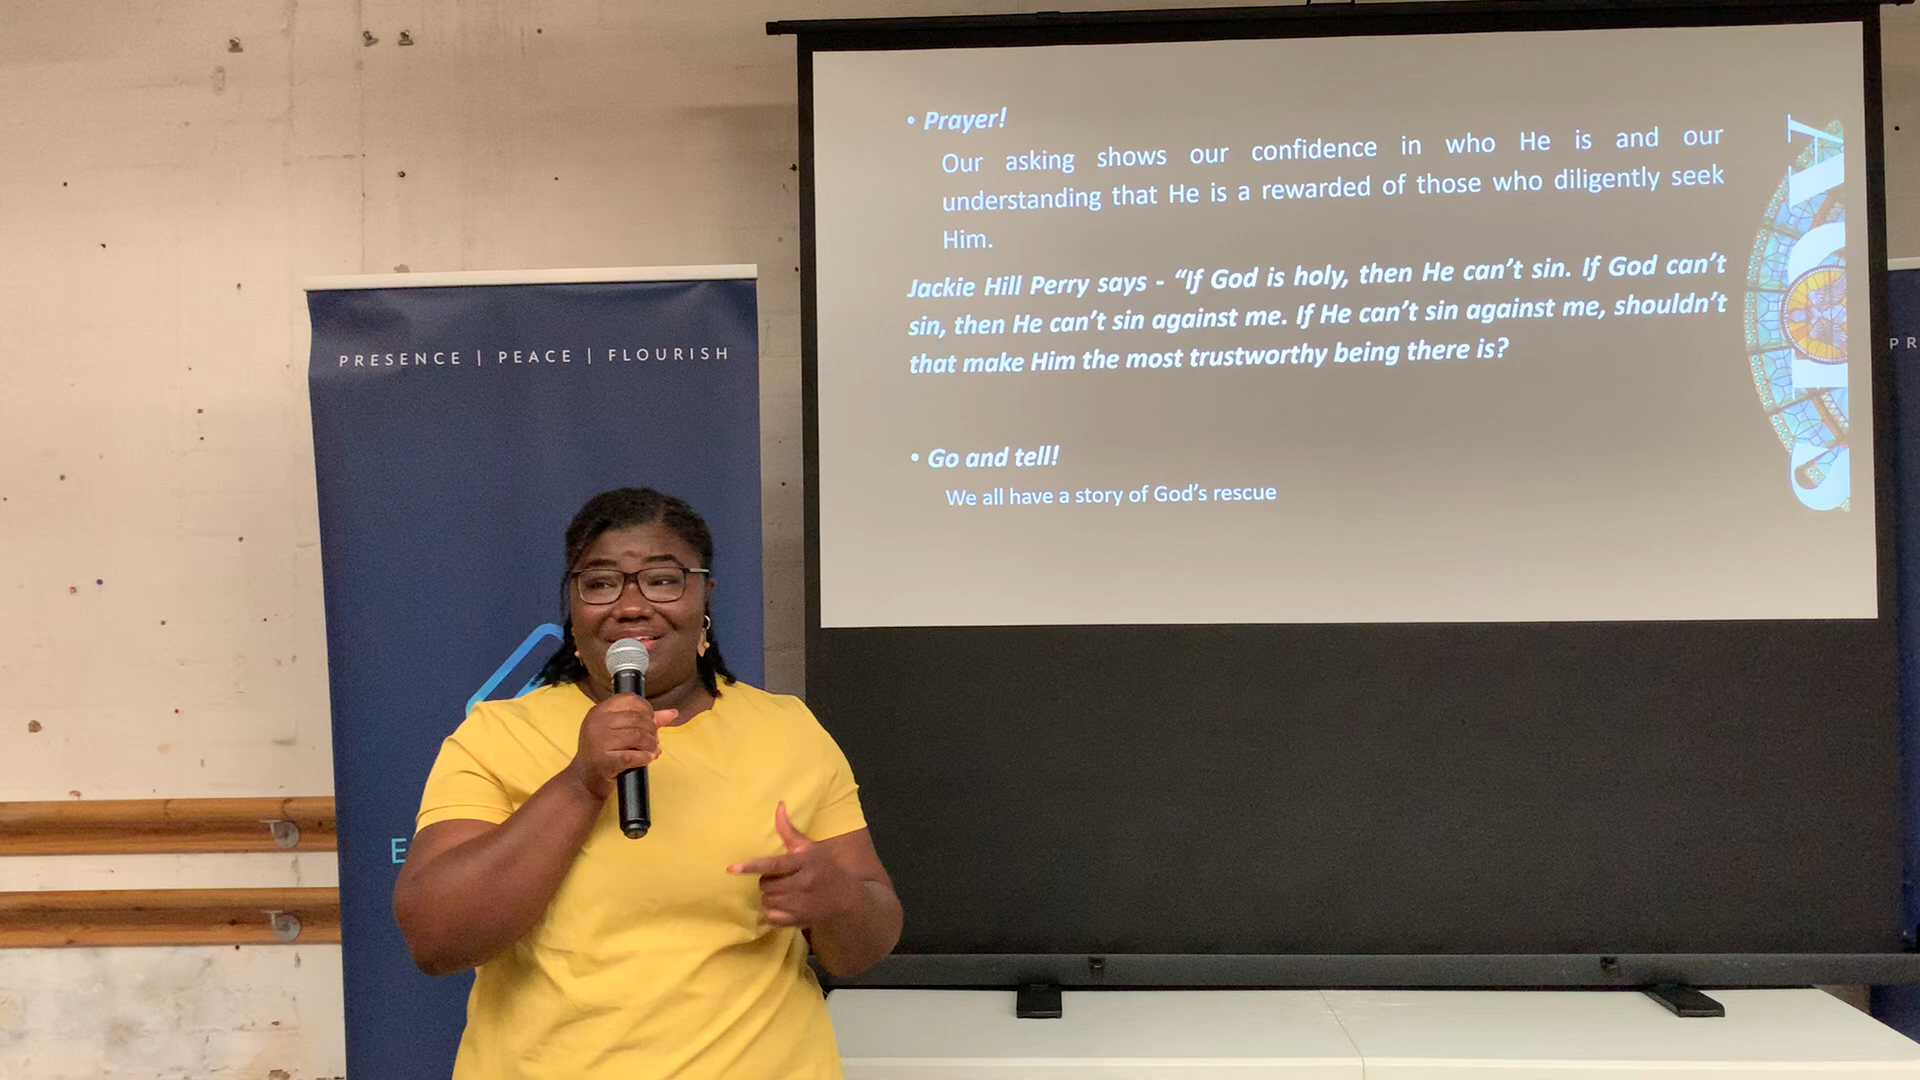 • Prayer!
Our asking shows our confidence in who He is and our
understanding that He is a rewarded of those who diligently seek
Him.
Jackie Hill Perry says - “If God is holy, then He can’t sin. If God can’t
sin, then He can’t sin against me. If He can’t sin against me, shouldn’t
that make Him the most trustworthy being there is?
• Go and tell!
We all have a story of God’s rescue
ACTS
PRESENCE | PEACE | FLOURISH
E
PR